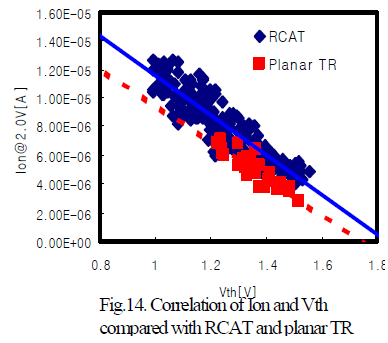 1.60E-05
1.40E-05
1.20E-05
1.00E-05
8.00E-06
6.00E-06
4.00E-06
2.00E-06
0.00E+00
Ion@2.0V[A]
RCAT
Planar TR
0.8 1 1.2 1.4 1.6 1.8
Vth[V]
Fig.14. Correlation of Ion and Vth
compared with RCAT and planar TR